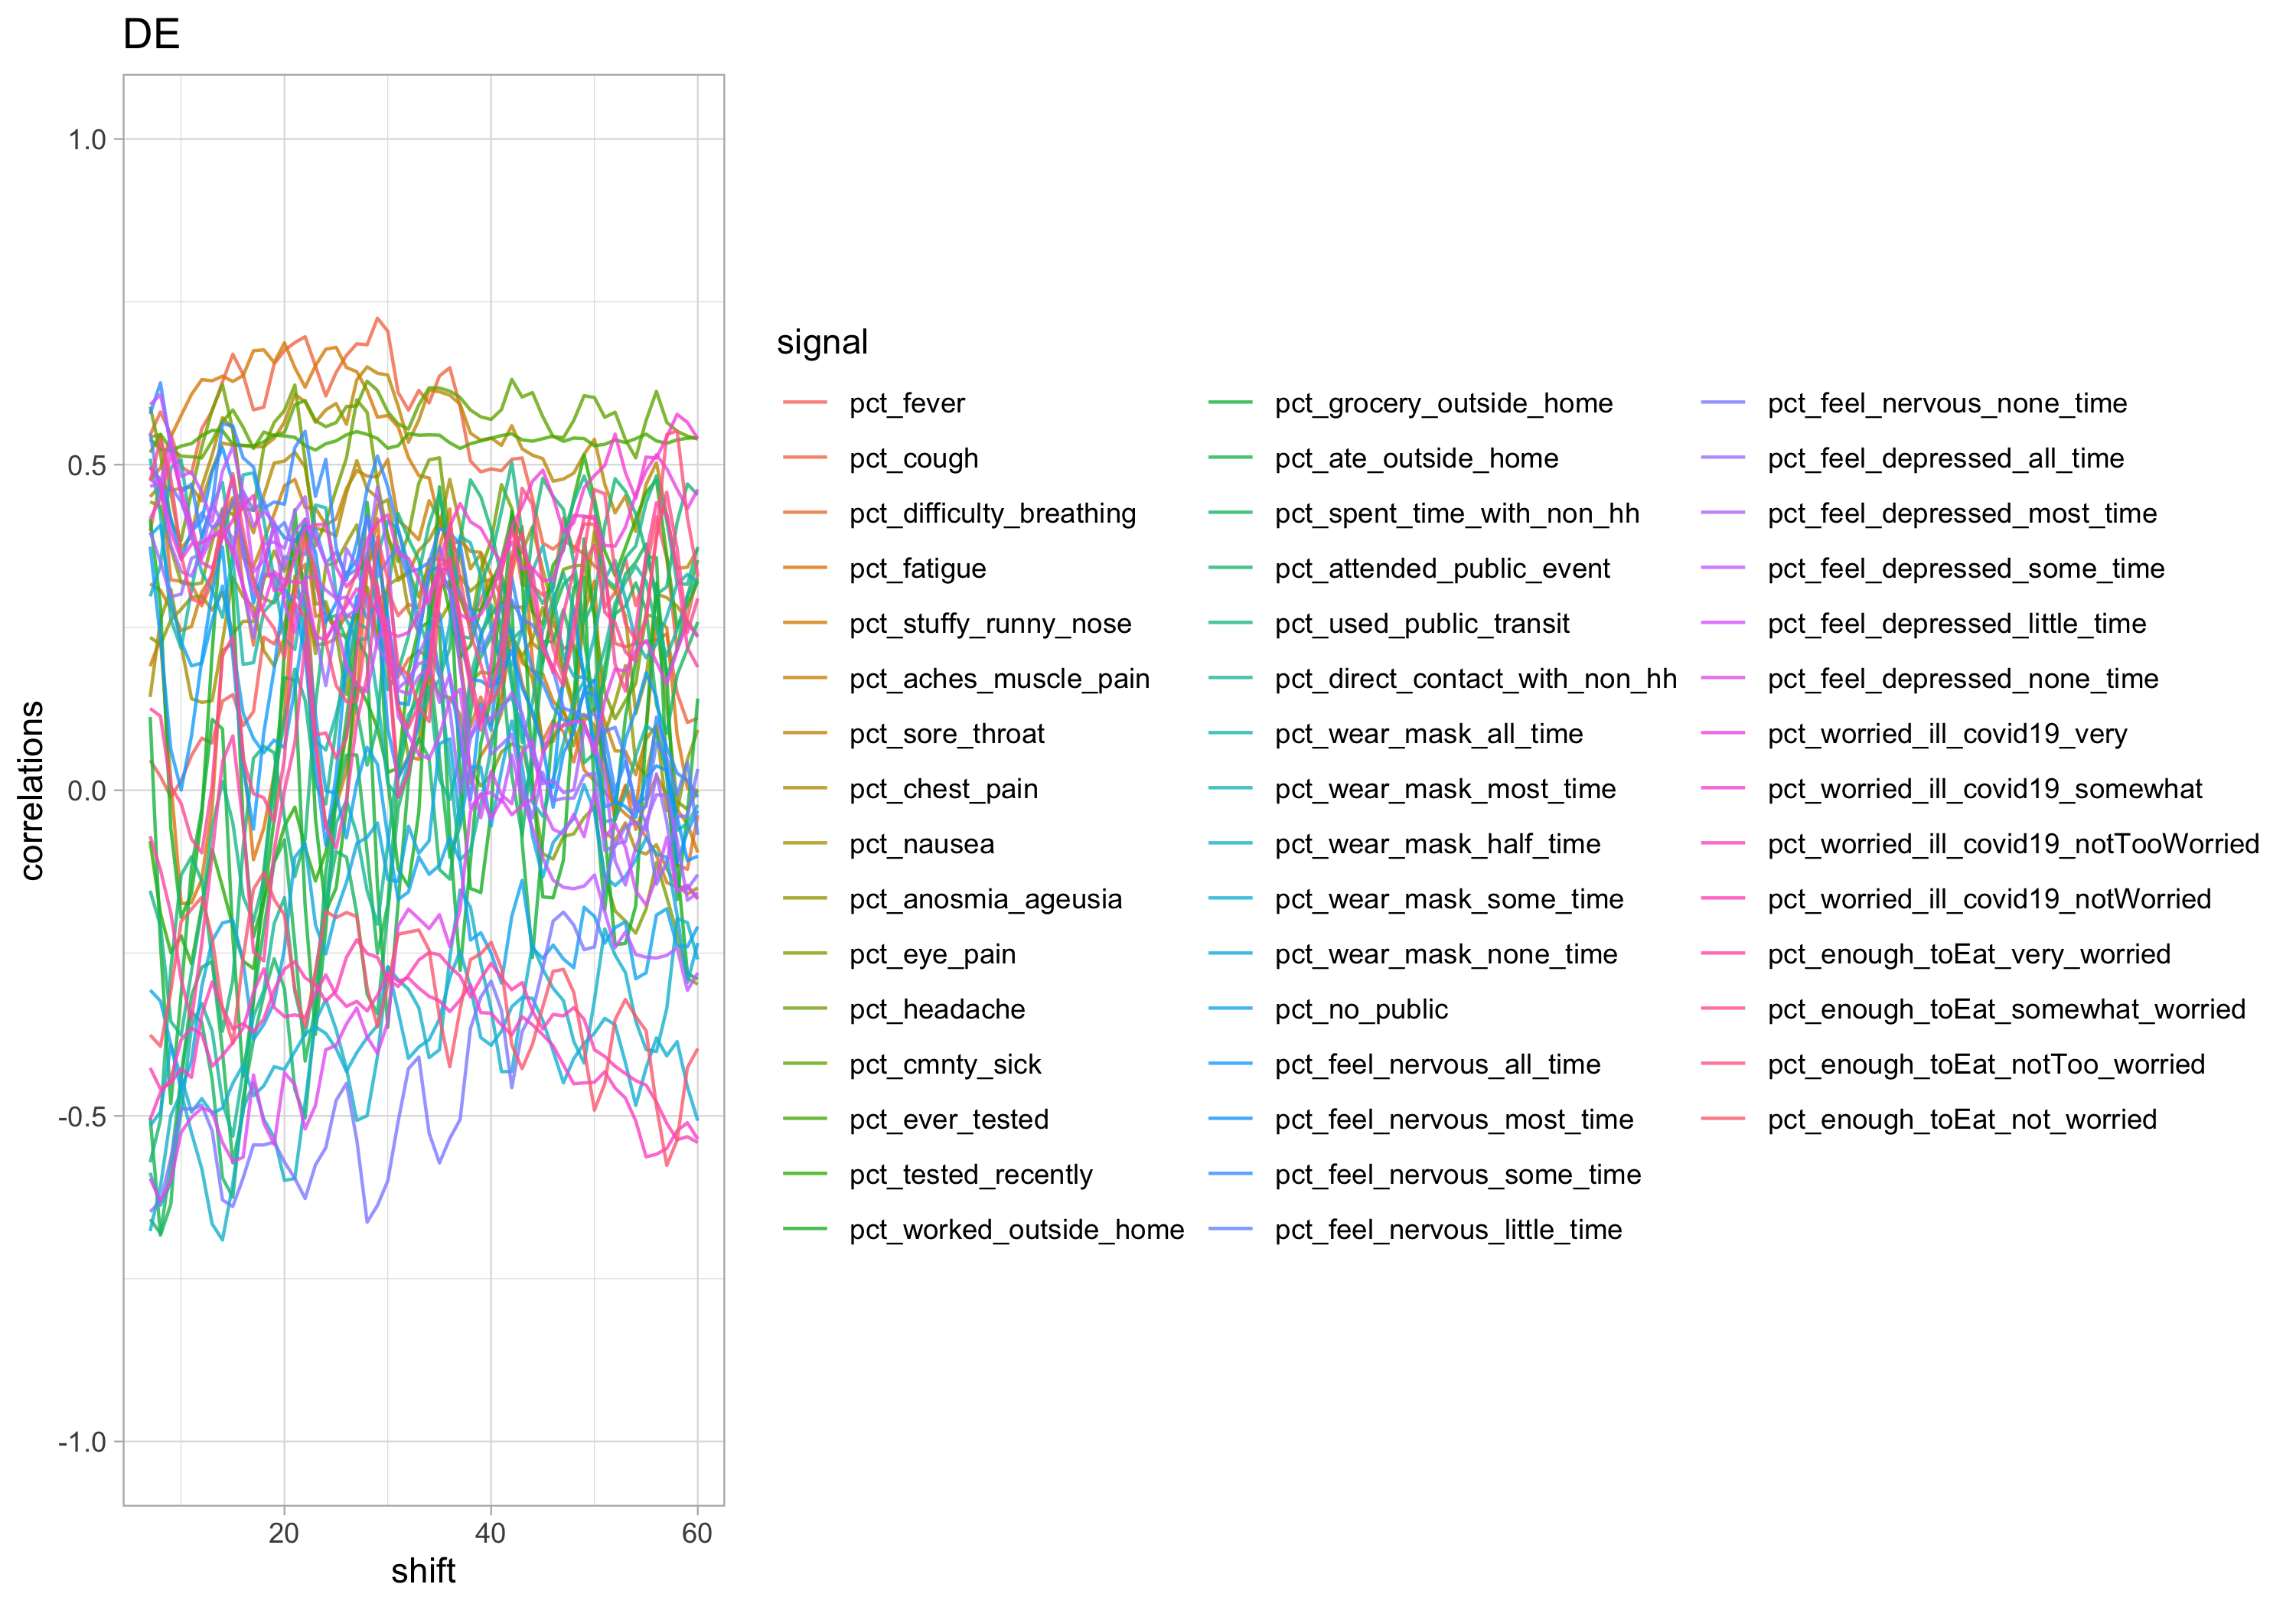 DE
1.0
0.5
0.0
-0.5
-1.0
correlations
20 40 60
shift
signal
pct_fever
pct_cough
pct_difficulty_breathing
pct_fatigue
pct_stuffy_runny_nose
pct_aches_muscle_pain
pct_sore_throat
pct_chest_pain
pct_nausea
pct_anosmia_ageusia
pct_eye_pain
pct_headache
pct_cmnty_sick
pct_ever_tested
pct_tested_recently
pct_worked_outside_home
pct_grocery_outside_home
pct_ate_outside_home
pct_spent_time_with_non_hh
pct_attended_public_event
pct_used_public_transit
pct_direct_contact_with_non_hh
pct_wear_mask_all_time
pct_wear_mask_most_time
pct_wear_mask_half_time
pct_wear_mask_some_time
pct_wear_mask_none_time
pct_no_public
pct_feel_nervous_all_time
pct_feel_nervous_most_time
pct_feel_nervous_some_time
pct_feel_nervous_little_time
pct_feel_nervous_none_time
pct_feel_depressed_all_time
pct_feel_depressed_most_time
pct_feel_depressed_some_time
pct_feel_depressed_little_time
pct_feel_depressed_none_time
pct_worried_ill_covid19_very
pct_worried_ill_covid19_somewhat
pct_worried_ill_covid19_notTooWorried
pct_worried_ill_covid19_notWorried
pct_enough_toEat_very_worried
pct_enough_toEat_somewhat_worried
pct_enough_toEat_notToo_worried
pct_enough_toEat_not_worried